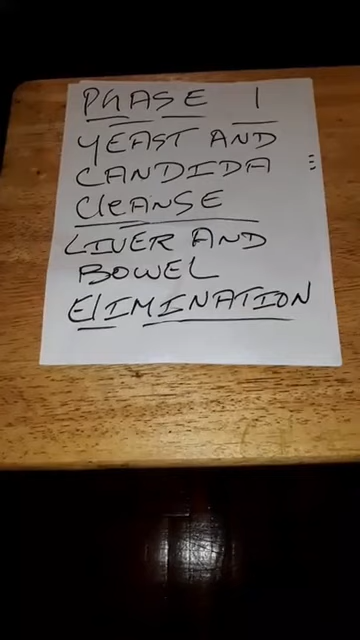 PHASE 1
YEAST AND
CANDIDA
CleANSE
LIVER AND
BOWEL
ElIMINATION